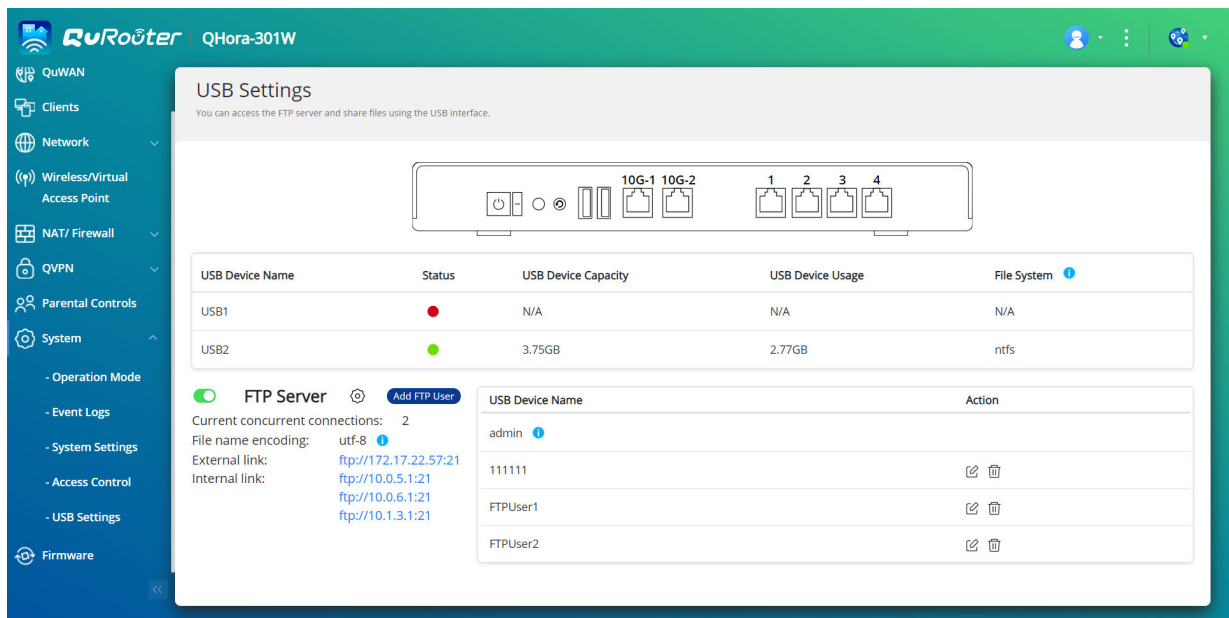 QuRoûter QHora-301W
QuWAN
Clients
Network
Wireless/Virtual
Access Point
NAT/ Firewall
QVPN
Parental Controls
System
- Operation Mode
- Event Logs
- System Settings
- Access Control
- USB Settings
Firmware
USB Settings
You can access the FTP server and share files using the USB interface.
10G-1 10G-2 1 2 3 4
USB Device Name Status USB Device Capacity USB Device Usage File System
USB1 N/A N/A N/A
USB2 3.75GB 2.77GB ntfs
FTP Server Add FTP User
Current concurrent connections: 2
File name encoding: utf-8
External link: ftp://172.17.22.57:21
Internal link: ftp://10.0.5.1:21
ftp://10.0.6.1:21
ftp://10.1.3.1:21
USB Device Name Action
admin
111111
FTPUser1
FTPUser2